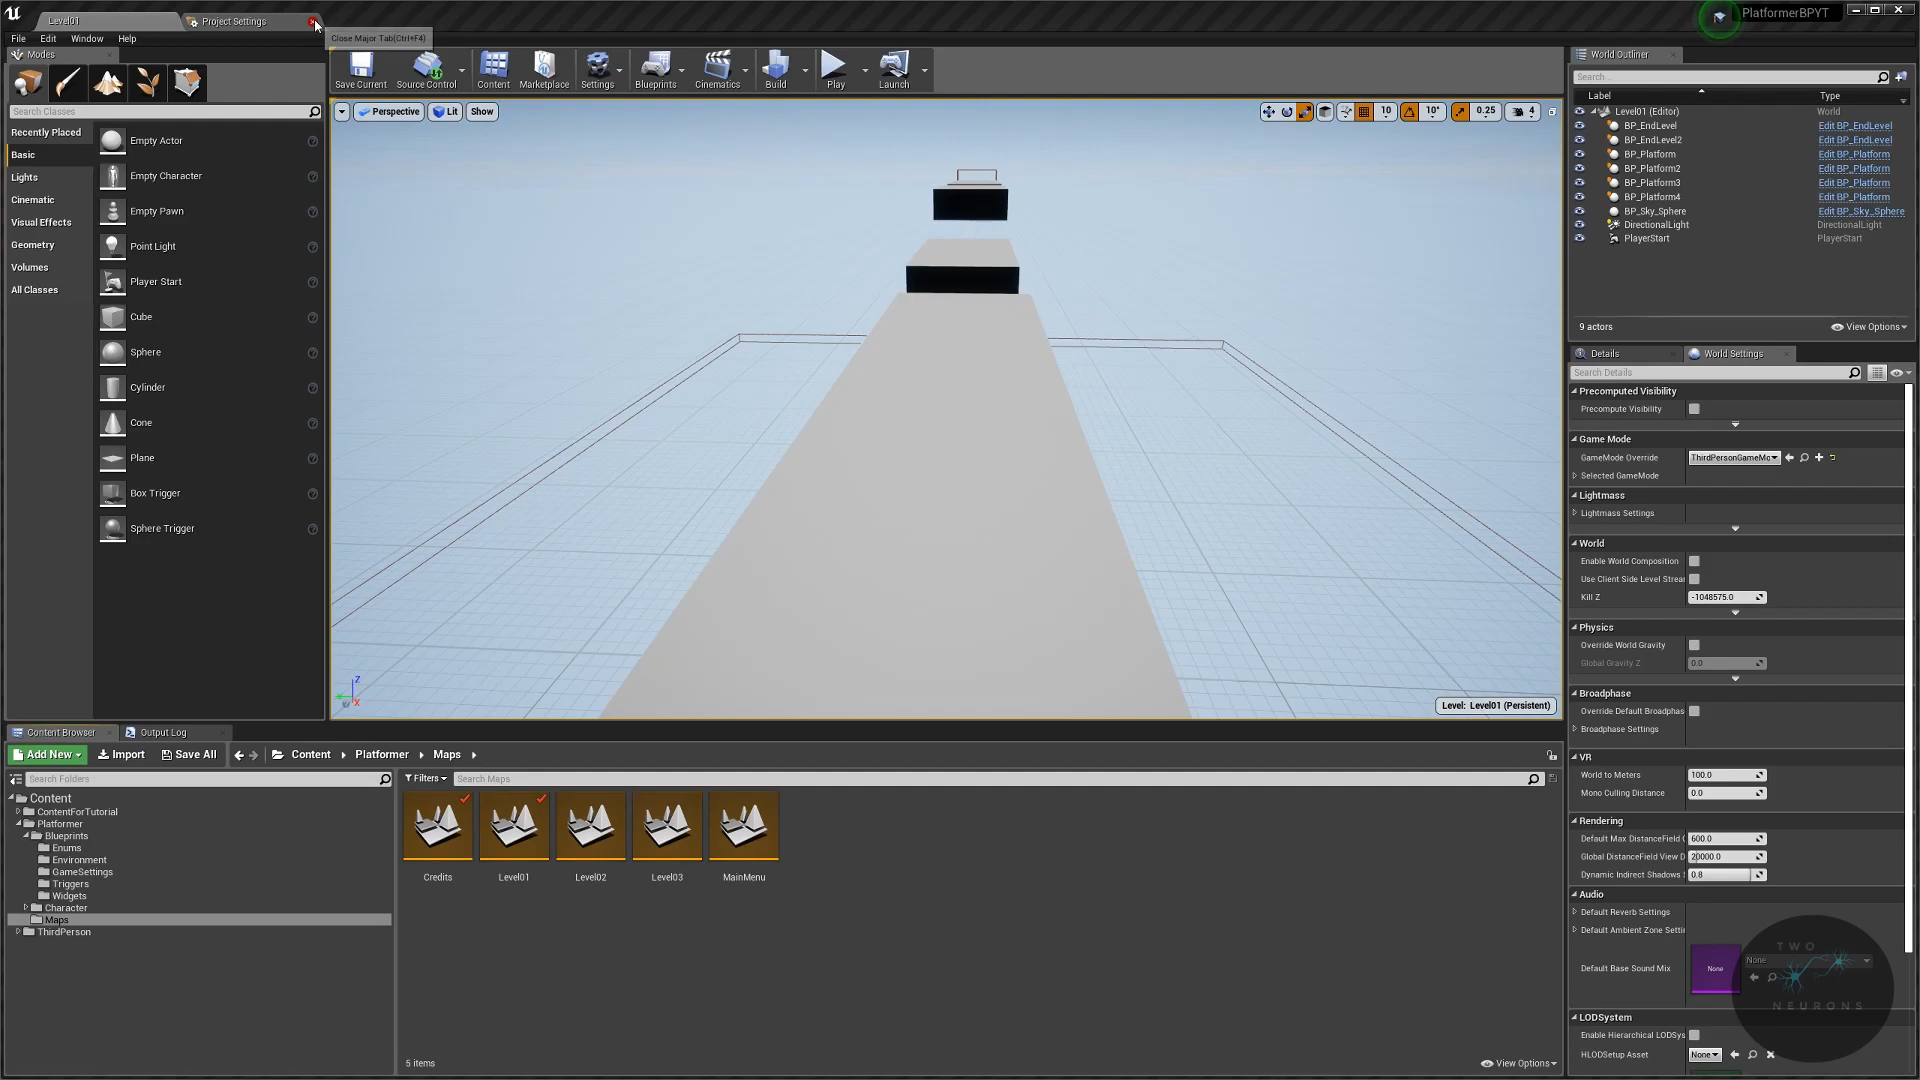 Level01
Project Settings
PlatformerBPYT
File Edit Window Help
Close Major Tab(Ctrl+F4)
Modes
Search Classes
Recently Placed
Basic
Lights
Cinematic
Visual Effects
Geometry
Volumes
All Classes
Empty Actor
Empty Character
Empty Pawn
Point Light
Player Start
Cube
Sphere
Cylinder
Cone
Plane
Box Trigger
Sphere Trigger
Save Current Source Control Content Marketplace Settings Blueprints Cinematics Build Play Launch
Perspective Lit Show
10 10° 0.25 4
Level: Level01 (Persistent)
World Outliner
Search...
Label Type
Level01 (Editor) World
BP_EndLevel Edit BP_EndLevel
BP_EndLevel2 Edit BP_EndLevel
BP_Platform Edit BP_Platform
BP_Platform2 Edit BP_Platform
BP_Platform3 Edit BP_Platform
BP_Platform4 Edit BP_Platform
BP_Sky_Sphere Edit BP_Sky_Sphere
DirectionalLight DirectionalLight
PlayerStart PlayerStart
9 actors View Options
Details World Settings
Search Details
Precomputed Visibility
Precompute Visibility
Game Mode
GameMode Override ThirdPersonGameMo
Selected GameMode
Lightmass
Lightmass Settings
World
Enable World Composition
Use Client Side Level Strear
Kill Z -1048575.0
Physics
Override World Gravity
Global Gravity Z 0.0
Broadphase
Override Default Broadphas
Broadphase Settings
VR
World to Meters 100.0
Mono Culling Distance 0.0
Rendering
Default Max DistanceField 600.0
Global DistanceField View D 20000.0
Dynamic Indirect Shadows 0.8
Audio
Default Reverb Settings
Default Ambient Zone Setti
Default Base Sound Mix None None
TWO
NEURONS
LODSystem
Enable Hierarchical LODSys
HLODSetup Asset None
Content Browser Output Log
Add New Import Save All Content Platformer Maps
Search Folders
Filters Search Maps
Content
ContentForTutorial
Platformer
Blueprints
Enums
Environment
GameSettings
Triggers
Widgets
Character
Maps
ThirdPerson
Credits Level01 Level02 Level03 MainMenu
5 items View Options